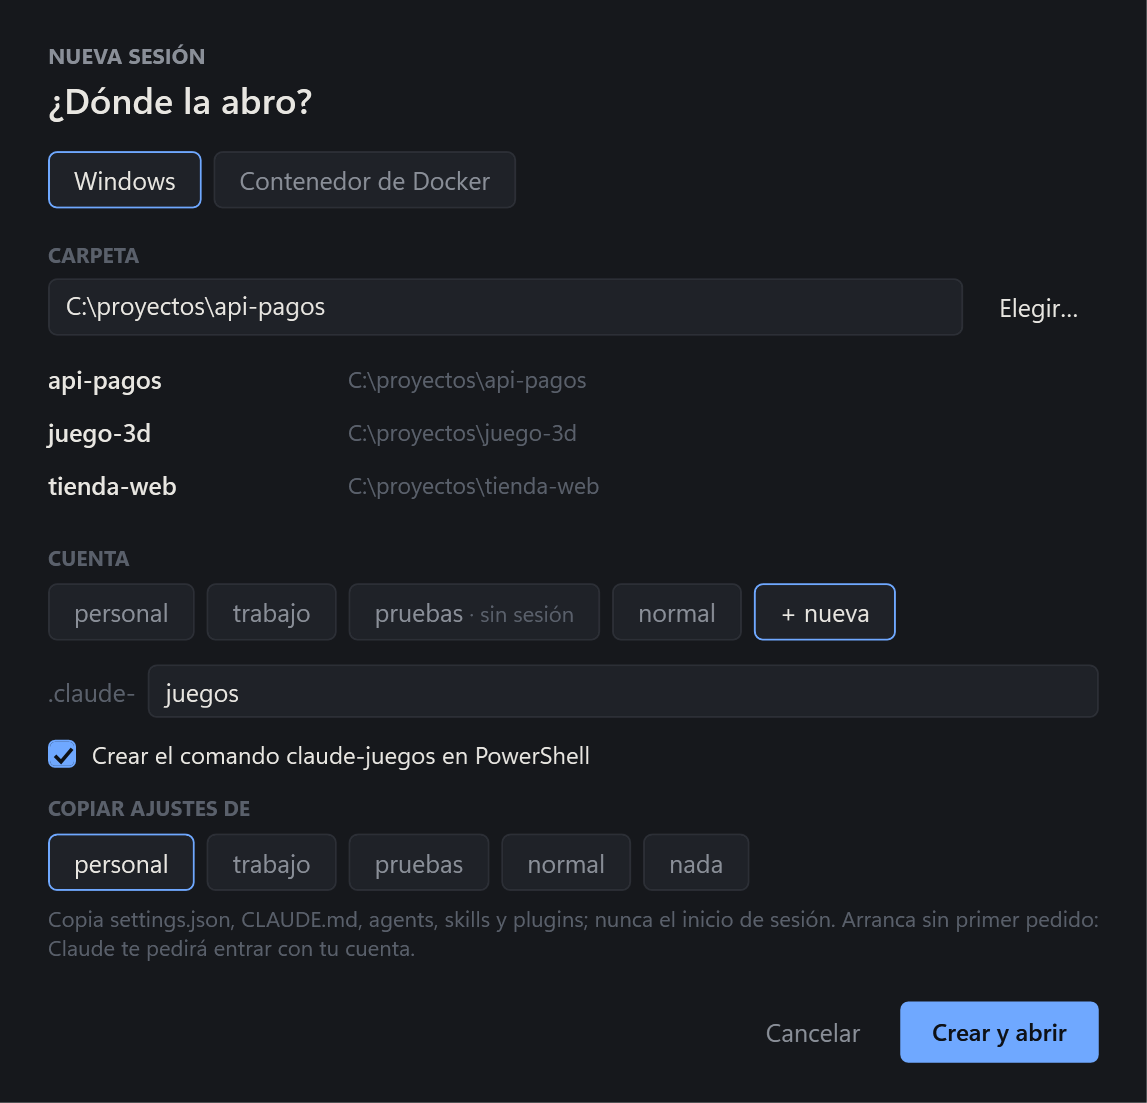 NUEVA SESIÓN
¿Dónde la abro?
Windows Contenedor de Docker
CARPETA
C:\proyectos\api-pagos Elegir...
api-pagos C:\proyectos\api-pagos
juego-3d C:\proyectos\juego-3d
tienda-web C:\proyectos\tienda-web
CUENTA
personal trabajo pruebas · sin sesión normal + nueva
.claude- juegos
Crear el comando claude-juegos en PowerShell
COPIAR AJUSTES DE
personal trabajo pruebas normal nada
Copia settings.json, CLAUDE.md, agents, skills y plugins; nunca el inicio de sesión. Arranca sin primer pedido:
Claude te pedirá entrar con tu cuenta.
Cancelar Crear y abrir